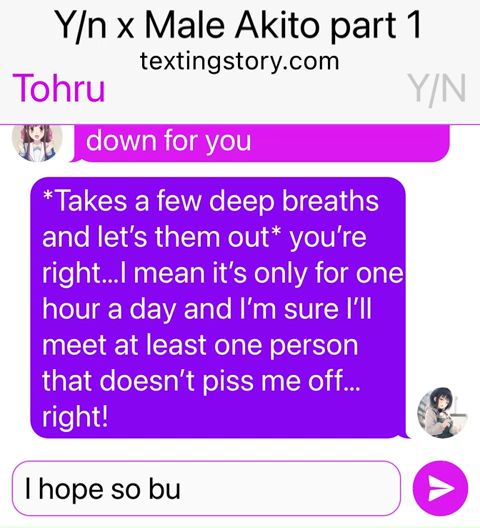 Y/n x Male Akito part 1
textingstory.com
Tohru
Y/N
down for you
*Takes a few deep breaths
and let's them out* you're
right...I mean it's only for one
hour a day and I'm sure I'll
meet at least one person
that doesn't piss me off...
right!
I hope so bu